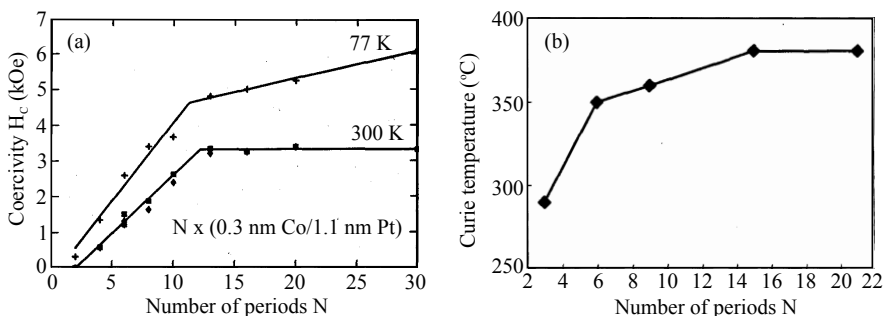 (a)
77 K
300 K
N x (0.3 nm Co/1.1 nm Pt)
Coercivity H_C (kOe)
7
6
5
4
3
2
1
0
0 5 10 15 20 25 30
Number of periods N
(b)
Curie temperature (ºC)
400
350
300
250
2 4 6 8 10 12 14 16 18 20 22
Number of periods N